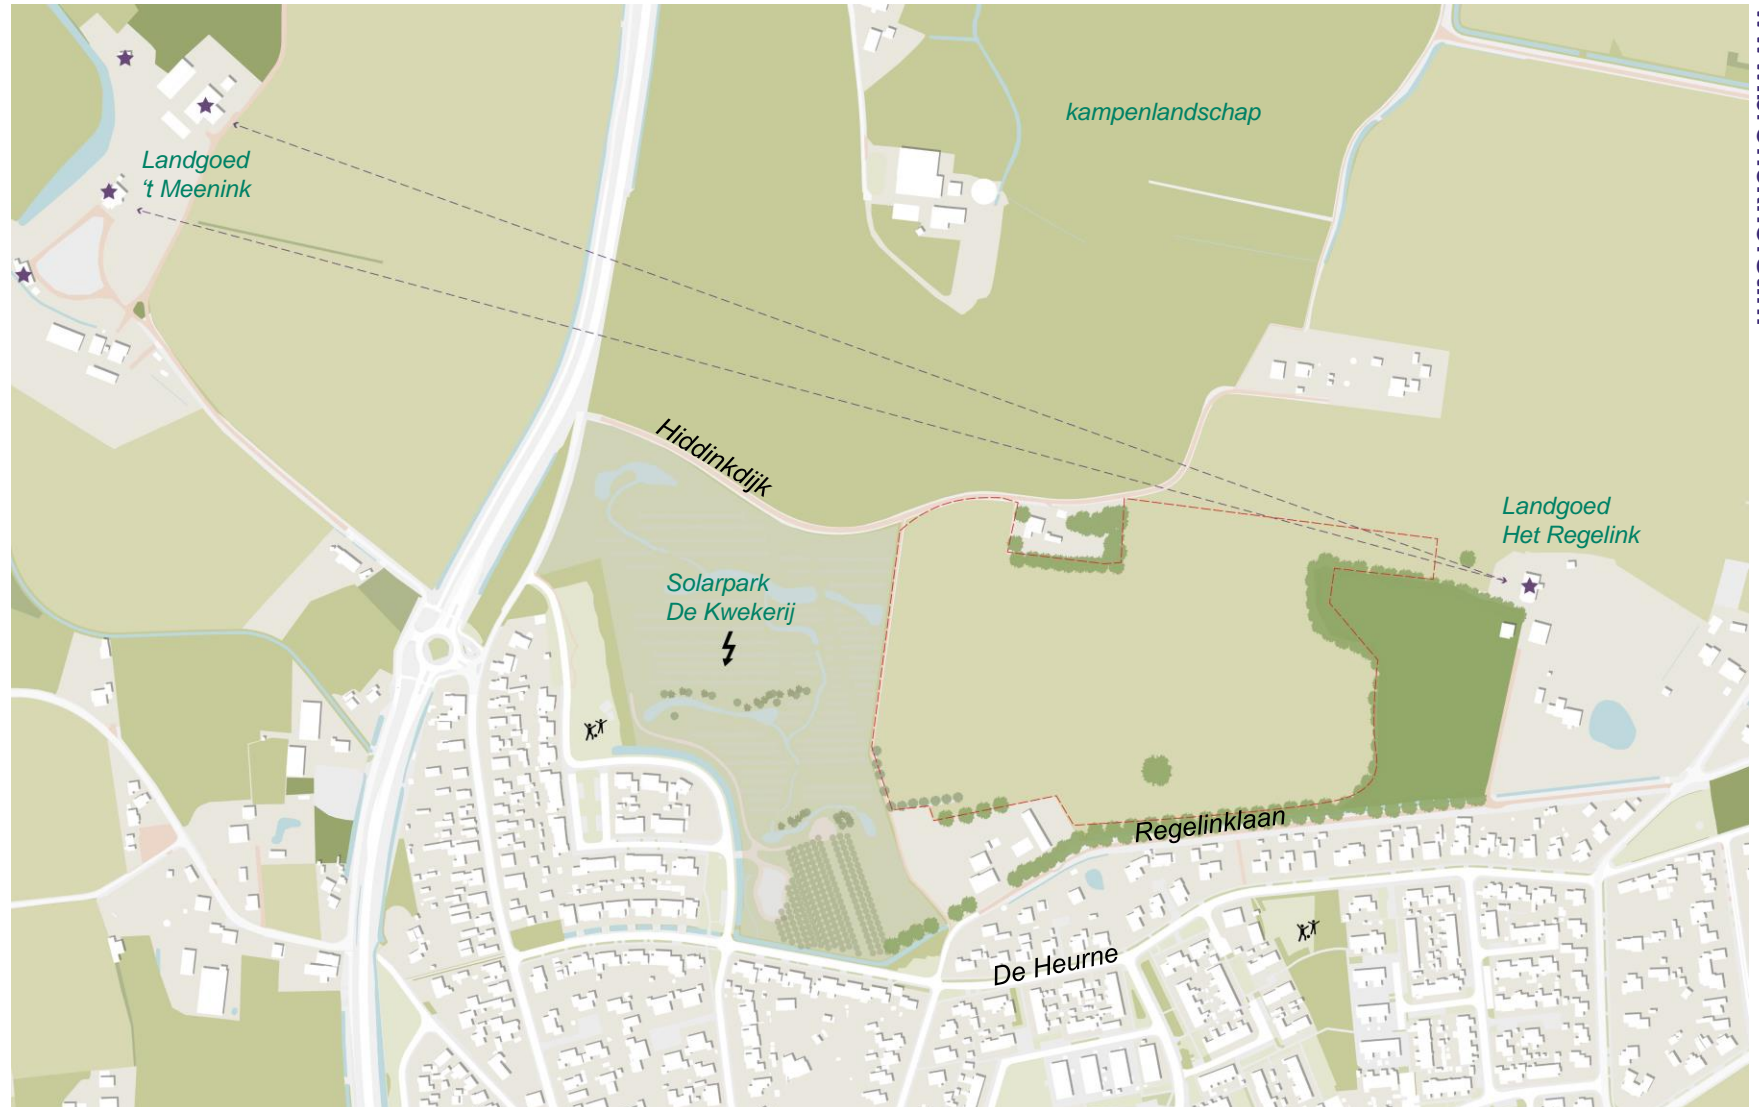 kampenlandschap
Landgoed
‘t Meenink
Hiddinkdijk
Landgoed
Het Regelink
Solarpark
De Kwekerij
Regelinklaan
De Heurne